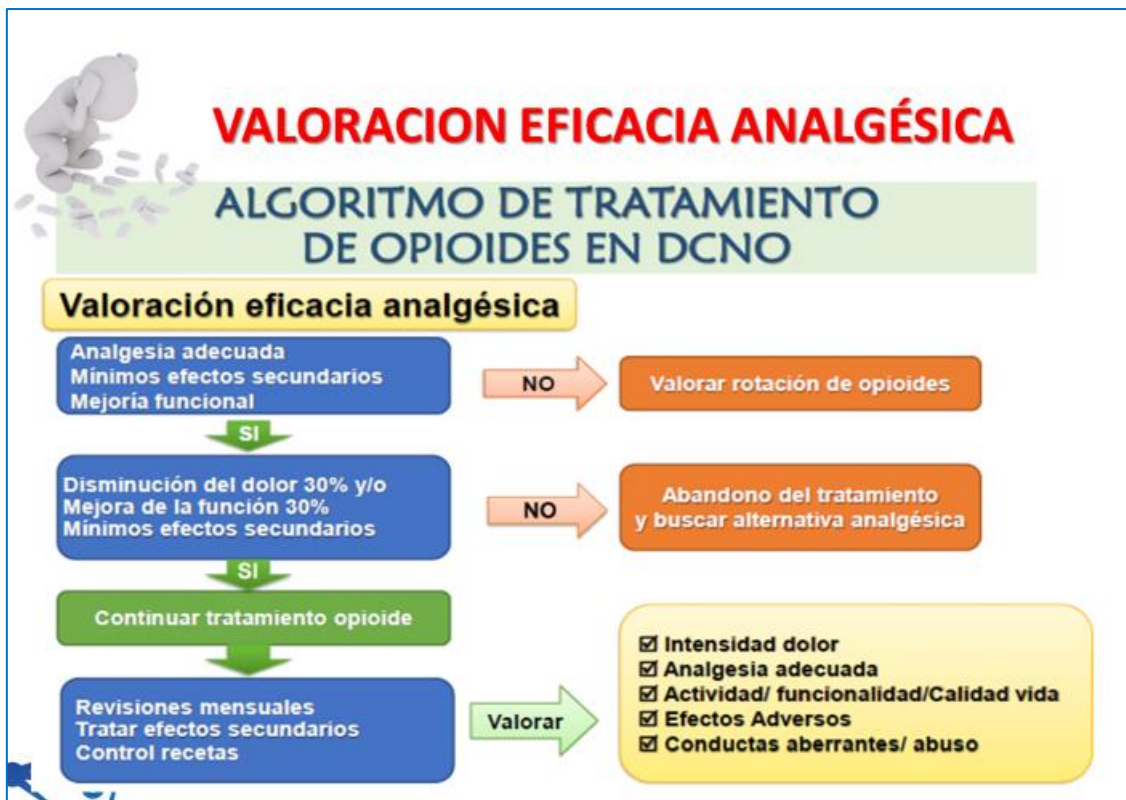 VALORACION EFICACIA ANALGÉSICA
ALGORITMO DE TRATAMIENTO
DE OPIOIDES EN DCNO
Valoración eficacia analgésica
Analgesia adecuada
Mínimos efectos secundarios
Mejoría funcional
NO
Valorar rotación de opioides
SI
Disminución del dolor 30% y/o
Mejora de la función 30%
Mínimos efectos secundarios
NO
Abandono del tratamiento
y buscar alternativa analgésica
SI
Continuar tratamiento opioide
Revisiones mensuales
Tratar efectos secundarios
Control recetas
Valorar
☑ Intensidad dolor
☑ Analgesia adecuada
☑ Actividad/ funcionalidad/Calidad vida
☑ Efectos Adversos
☑ Conductas aberrantes/ abuso